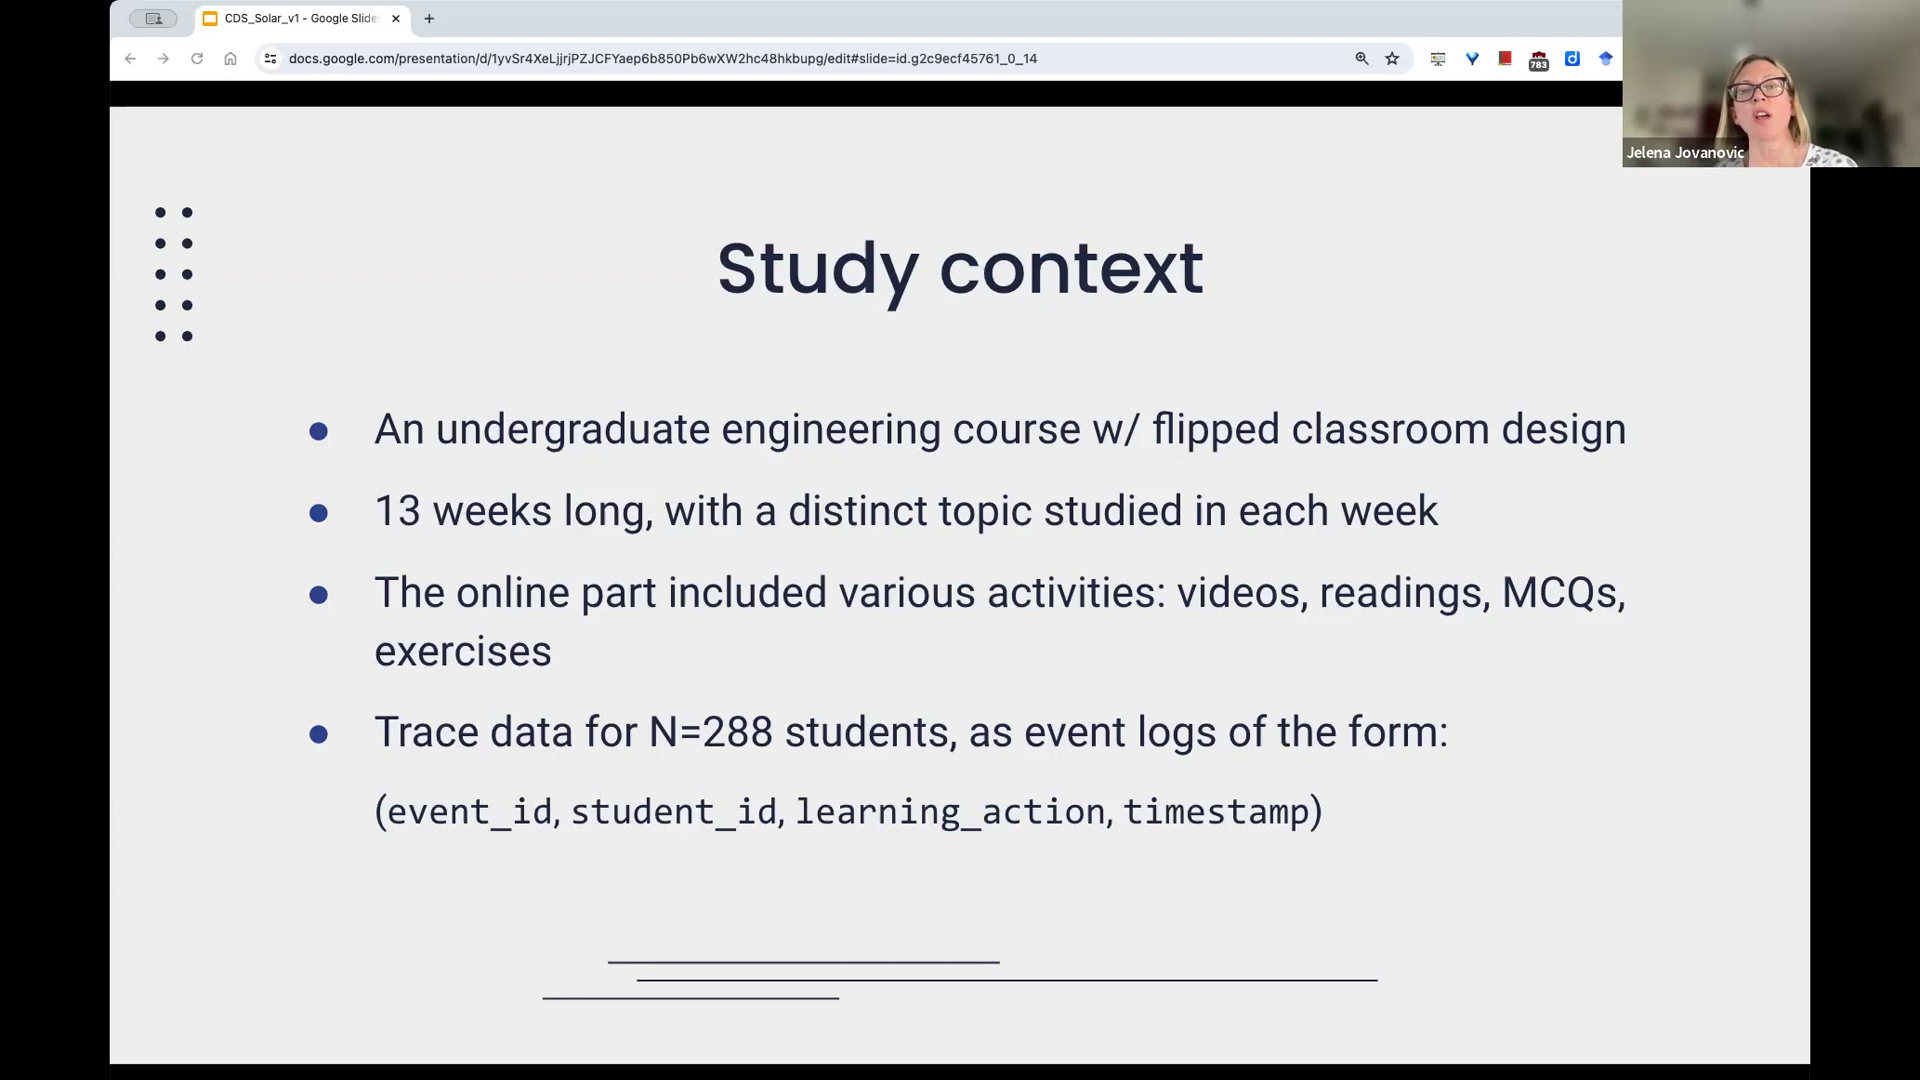 CDS_Solar_v1 - Google Slide
docs.google.com/presentation/d/1yvSr4XeLjjrjPZJCFYaep6b850Pb6wXW2hc48hkbupg/edit#slide=id.g2c9ecf45761_0_14
783
Jelena Jovanovic
Study context
● An undergraduate engineering course w/ flipped classroom design
● 13 weeks long, with a distinct topic studied in each week
● The online part included various activities: videos, readings, MCQs,
exercises
● Trace data for N=288 students, as event logs of the form:
(event_id, student_id, learning_action, timestamp)